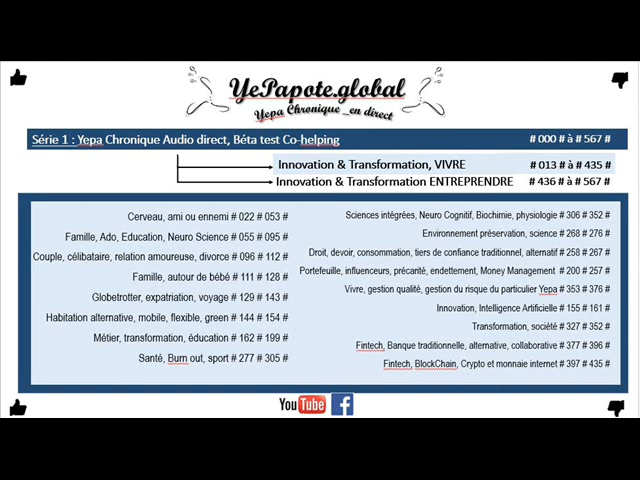 YePapote.global
Yepa Chronique _en direct
Série 1 : Yepa Chronique Audio direct, Béta test Co-helping # 000 # à # 567 #
Innovation & Transformation, VIVRE # 013 # à # 435 #
Innovation & Transformation ENTREPRENDRE # 436 # à # 567 #
Cerveau, ami ou ennemi # 022 # 053 #
Famille, Ado, Education, Neuro Science # 055 # 095 #
Couple, célibataire, relation amoureuse, divorce # 096 # 112 #
Famille, autour de bébé # 111 # 128 #
Globetrotter, expatriation, voyage # 129 # 143 #
Habitation alternative, mobile, flexible, green # 144 # 154 #
Métier, transformation, éducation # 162 # 199 #
Santé, Burn out, sport # 277 # 305 #
Sciences intégrées, Neuro Cognitif, Biochimie, physiologie # 306 # 352 #
Environnement préservation, science # 268 # 276 #
Droit, devoir, consommation, tiers de confiance traditionnel, alternatif # 258 # 267 #
Portefeuille, influenceurs, précarité, endettement, Money Management # 200 # 257 #
Vivre, gestion qualité, gestion du risque du particulier Yepa # 353 # 376 #
Innovation, Intelligence Artificielle # 155 # 161 #
Transformation, société # 327 # 352 #
Fintech, Banque traditionnelle, alternative, collaborative # 377 # 396 #
Fintech, BlockChain, Crypto et monnaie internet # 397 # 435 #
YouTube f